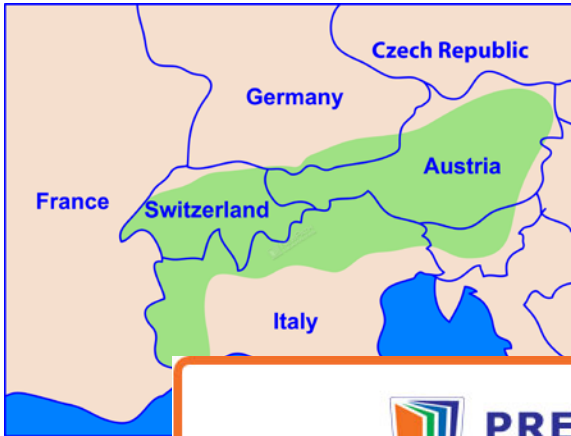 Czech Republic
Germany
Austria
France
Switzerland
Italy
PRE